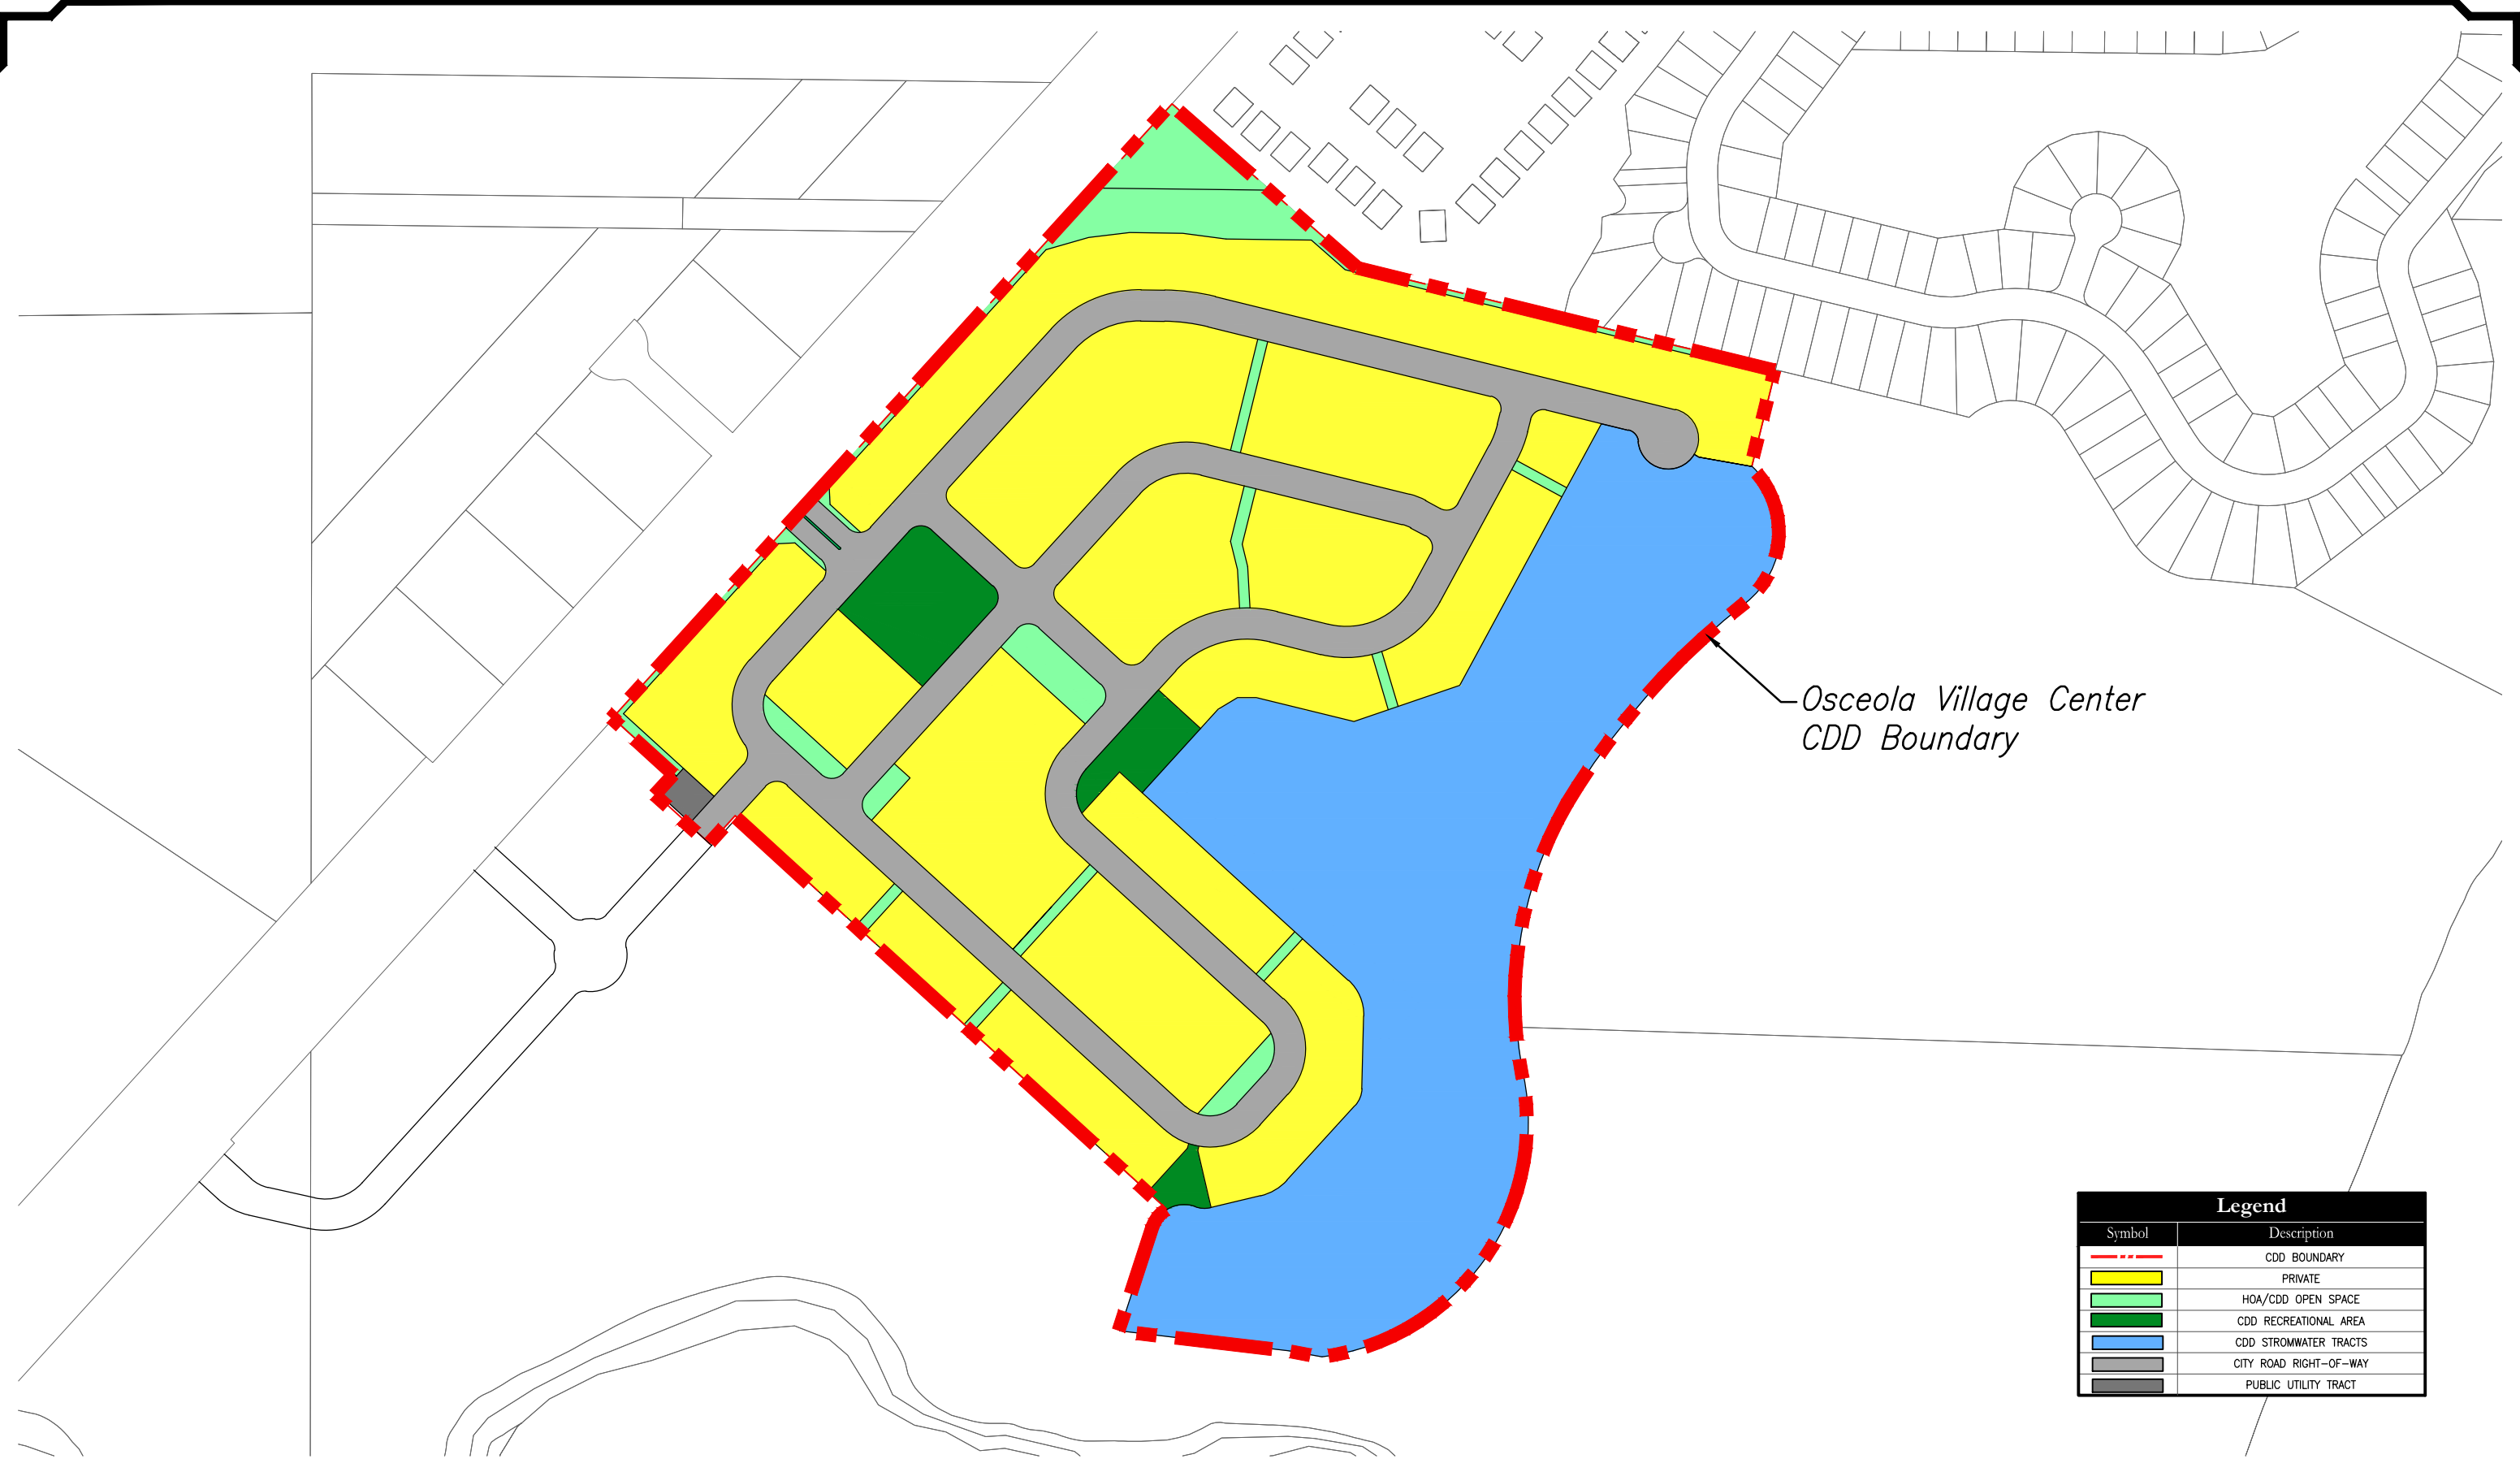 Osceola Village Center
CDD Boundary
Legend
Symbol Description
CDD BOUNDARY
PRIVATE
HOA/CDD OPEN SPACE
CDD RECREATIONAL AREA
CDD STROMWATER TRACTS
CITY ROAD RIGHT-OF-WAY
PUBLIC UTILITY TRACT